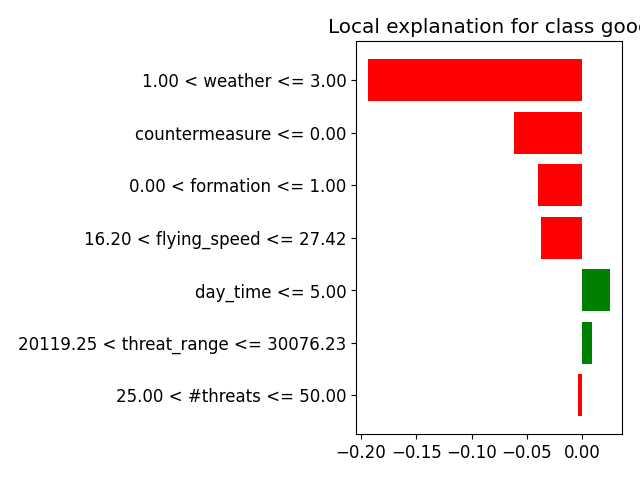 Local explanation for class good
1.00 < weather <= 3.00
countermeasure <= 0.00
0.00 < formation <= 1.00
16.20 < flying_speed <= 27.42
day_time <= 5.00
20119.25 < threat_range <= 30076.23
25.00 < #threats <= 50.00
−0.20 −0.15 −0.10 −0.05 0.00